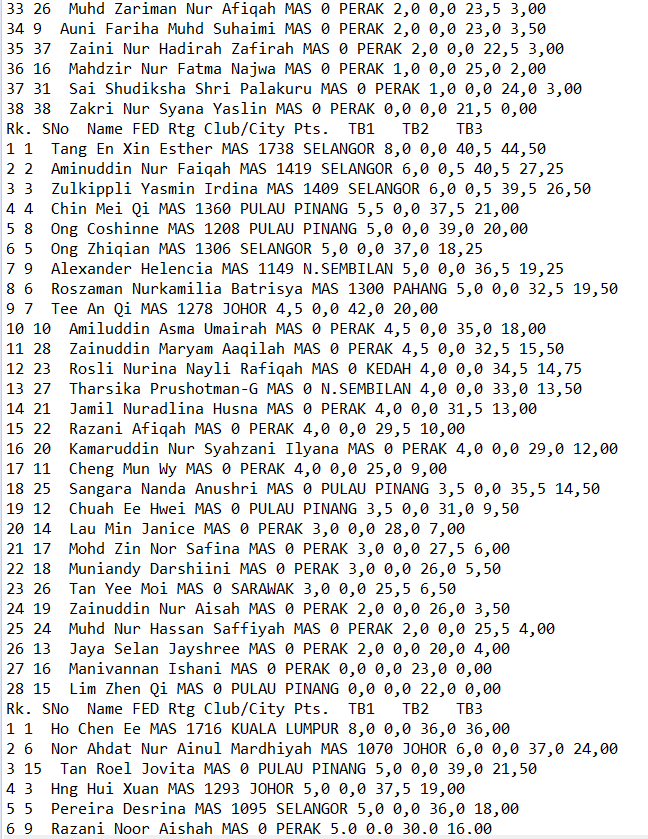 33 26  Muhd Zariman Nur Afiqah MAS 0 PERAK 2,0 0,0 23,5 3,00
34 9  Auni Fariha Muhd Suhaimi MAS 0 PERAK 2,0 0,0 23,0 3,50
35 37  Zaini Nur Hadirah Zafirah MAS 0 PERAK 2,0 0,0 22,5 3,00
36 16  Mahdzir Nur Fatma Najwa MAS 0 PERAK 1,0 0,0 25,0 2,00
37 31  Sai Shudiksha Shri Palakuru MAS 0 PERAK 1,0 0,0 24,0 3,00
38 38  Zakri Nur Syana Yaslin MAS 0 PERAK 0,0 0,0 21,5 0,00
Rk. SNo  Name FED Rtg Club/City Pts.  TB1   TB2   TB3
1 1  Tang En Xin Esther MAS 1738 SELANGOR 8,0 0,0 40,5 44,50
2 2  Aminuddin Nur Faiqah MAS 1419 SELANGOR 6,0 0,5 40,5 27,25
3 3  Zulkippli Yasmin Irdina MAS 1409 SELANGOR 6,0 0,5 39,5 26,50
4 4  Chin Mei Qi MAS 1360 PULAU PINANG 5,5 0,0 37,5 21,00
5 8  Ong Coshinne MAS 1208 PULAU PINANG 5,0 0,0 39,0 20,00
6 5  Ong Zhiqian MAS 1306 SELANGOR 5,0 0,0 37,0 18,25
7 9  Alexander Helencia MAS 1149 N.SEMBILAN 5,0 0,0 36,5 19,25
8 6  Roszaman Nurkamilia Batrisya MAS 1300 PAHANG 5,0 0,0 32,5 19,50
9 7  Tee An Qi MAS 1278 JOHOR 4,5 0,0 42,0 20,00
10 10  Amiluddin Asma Umairah MAS 0 PERAK 4,5 0,0 35,0 18,00
11 28  Zainuddin Maryam Aaqilah MAS 0 PERAK 4,5 0,0 32,5 15,50
12 23  Rosli Nurina Nayli Rafiqah MAS 0 KEDAH 4,0 0,0 34,5 14,75
13 27  Tharsika Prushotman-G MAS 0 N.SEMBILAN 4,0 0,0 33,0 13,50
14 21  Jamil Nuradlina Husna MAS 0 PERAK 4,0 0,0 31,5 13,00
15 22  Razani Afiqah MAS 0 PERAK 4,0 0,0 29,5 10,00
16 20  Kamaruddin Nur Syahzani Ilyana MAS 0 PERAK 4,0 0,0 29,0 12,00
17 11  Cheng Mun Wy MAS 0 PERAK 4,0 0,0 25,0 9,00
18 25  Sangara Nanda Anushri MAS 0 PULAU PINANG 3,5 0,0 35,5 14,50
19 12  Chuah Ee Hwei MAS 0 PULAU PINANG 3,5 0,0 31,0 9,50
20 14  Lau Min Janice MAS 0 PERAK 3,0 0,0 28,0 7,00
21 17  Mohd Zin Nor Safina MAS 0 PERAK 3,0 0,0 27,5 6,00
22 18  Muniandy Darshiini MAS 0 PERAK 3,0 0,0 26,0 5,50
23 26  Tan Yee Moi MAS 0 SARAWAK 3,0 0,0 25,5 6,50
24 19  Zainuddin Nur Aisah MAS 0 PERAK 2,0 0,0 26,0 3,50
25 24  Muhd Nur Hassan Saffiyah MAS 0 PERAK 2,0 0,0 25,5 4,00
26 13  Jaya Selan Jayshree MAS 0 PERAK 2,0 0,0 20,0 4,00
27 16  Manivannan Ishani MAS 0 PERAK 0,0 0,0 23,0 0,00
28 15  Lim Zhen Qi MAS 0 PULAU PINANG 0,0 0,0 22,0 0,00
Rk. SNo  Name FED Rtg Club/City Pts.  TB1   TB2   TB3
1 1  Ho Chen Ee MAS 1716 KUALA LUMPUR 8,0 0,0 36,0 36,00
2 6  Nor Ahdat Nur Ainul Mardhiyah MAS 1070 JOHOR 6,0 0,0 37,0 24,00
3 15  Tan Roel Jovita MAS 0 PULAU PINANG 5,0 0,0 39,0 21,50
4 3  Hng Hui Xuan MAS 1293 JOHOR 5,0 0,0 37,5 19,00
5 5  Pereira Desrina MAS 1095 SELANGOR 5,0 0,0 36,0 18,00
6 9  Razani Noor Aishah MAS 0 PERAK 5,0 0,0 30,0 16,00